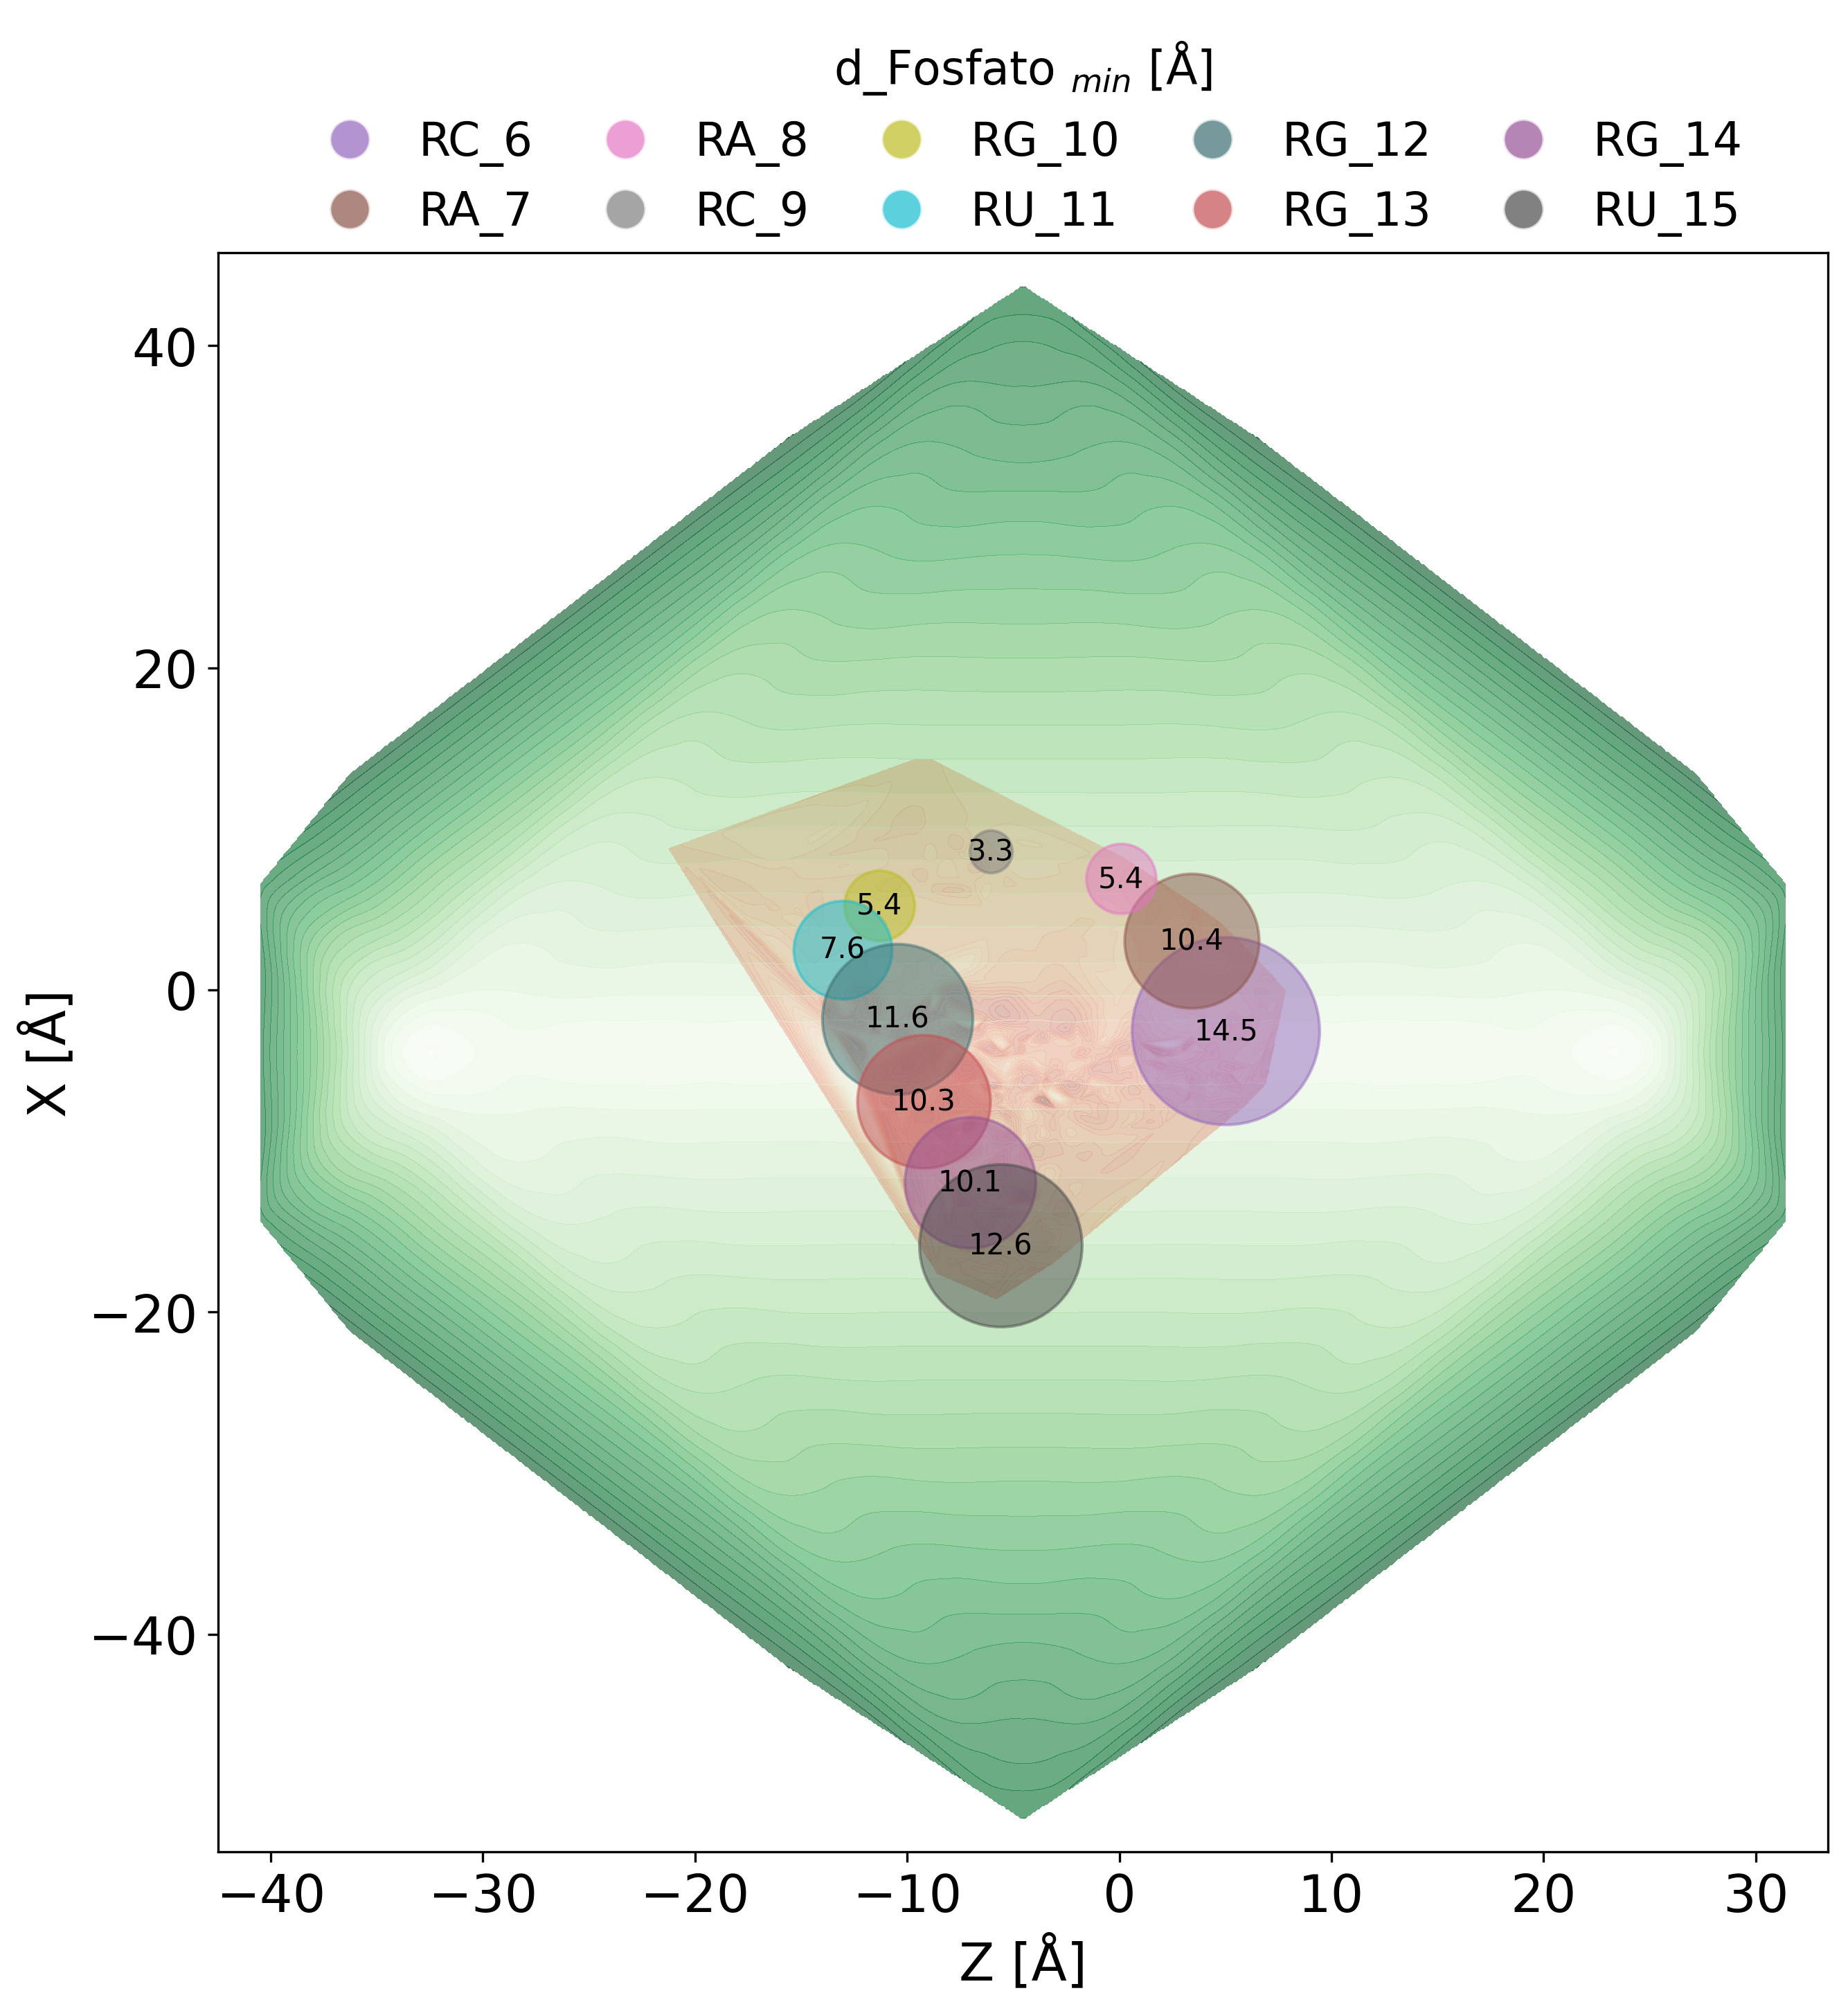 d_Fosfato min [Å]
RC_6 RA_8 RG_10 RG_12 RG_14
RA_7 RC_9 RU_11 RG_13 RU_15
40
20
0
−20
−40
X [Å]
3.3
5.4
5.4
10.4
7.6
11.6
14.5
10.3
10.1
12.6
−40 −30 −20 −10 0 10 20 30
Z [Å]